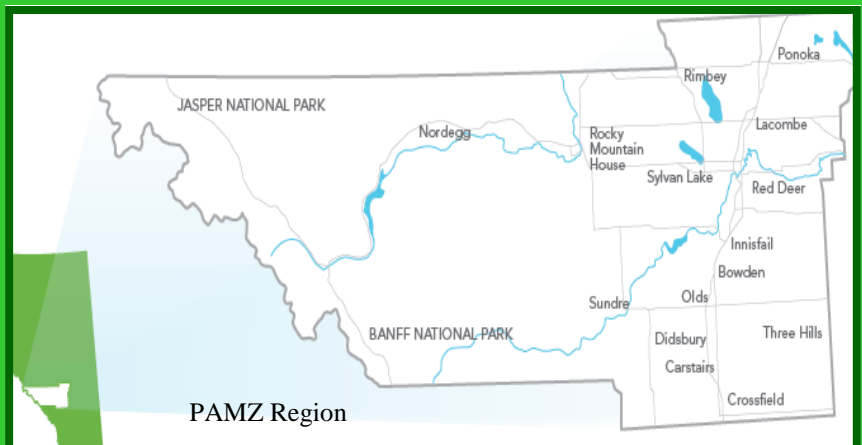 Ponoka
Rimbey
JASPER NATIONAL PARK
Nordegg
Lacombe
Rocky
Mountain
House
Sylvan Lake
Red Deer
Innisfail
Bowden
Sundre
Olds
BANFF NATIONAL PARK
Didsbury
Three Hills
Carstairs
Crossfield
PAMZ Region